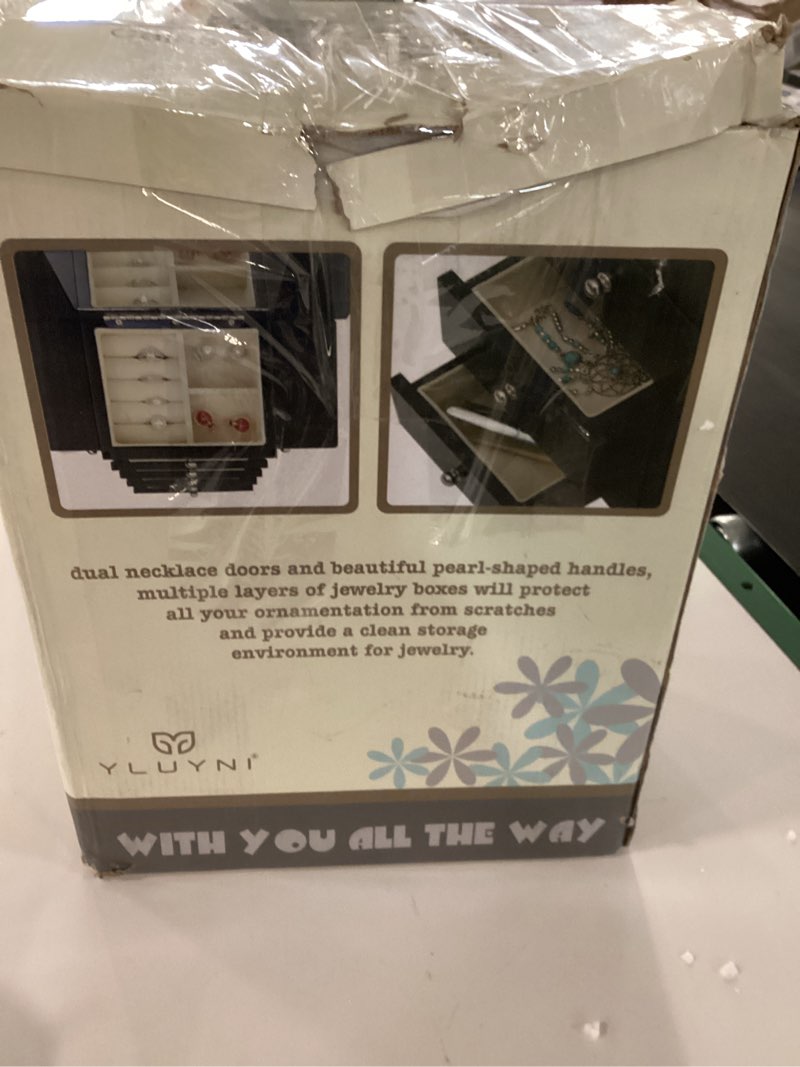 dual necklace doors and beautiful pearl-shaped handles,
multiple layers of jewelry boxes will protect
all your ornamentation from scratches
and provide a clean storage
environment for jewelry.
YLUYNI®
WITH YOU ALL THE WAY